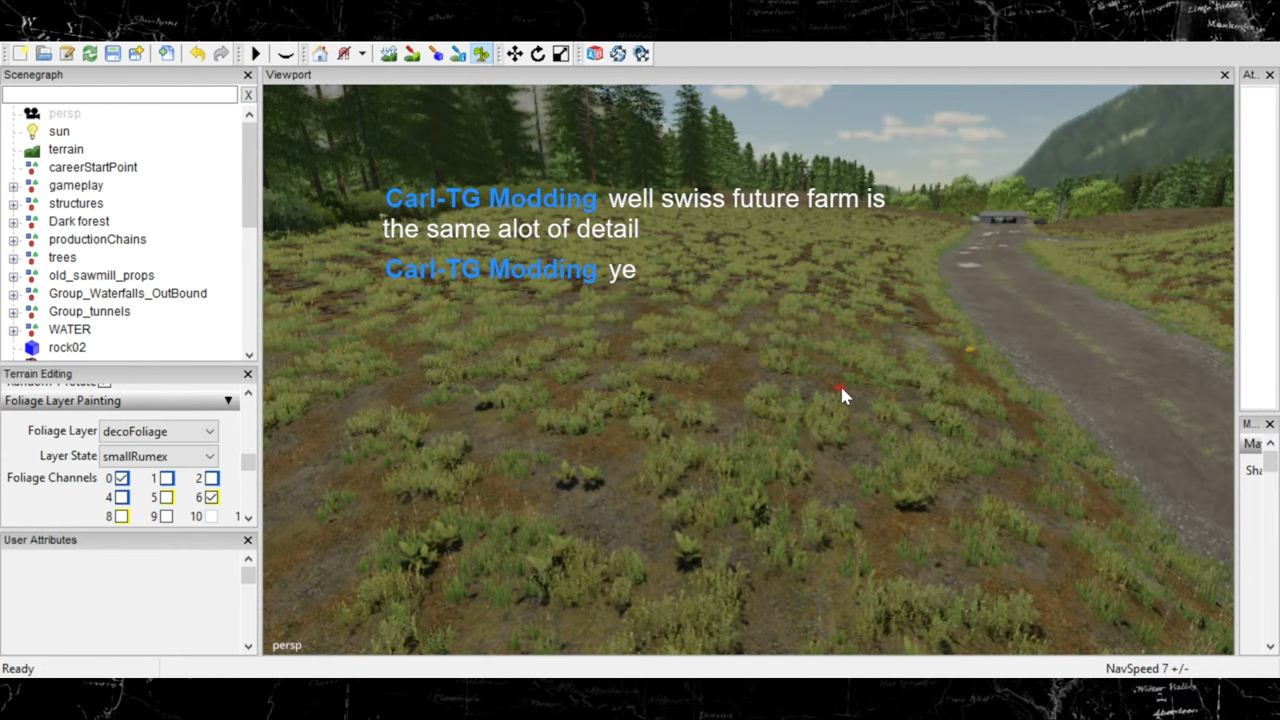 Scenegraph
Viewport
At..
X
persp
sun
terrain
careerStartPoint
gameplay
structures
Dark forest
productionChains
trees
old_sawmill_props
Group_Waterfalls_OutBound
Group_tunnels
WATER
rock02
Carl-TG Modding well swiss future farm is
the same alot of detail
Carl-TG Modding ye
Terrain Editing
Foliage Layer Painting
Foliage Layer decoFoliage
Layer State smallRumex
Foliage Channels 0 1 2
4 5 6
8 9 10 1
User Attributes
M...
Ma
Sha
persp
Ready
NavSpeed 7 +/-